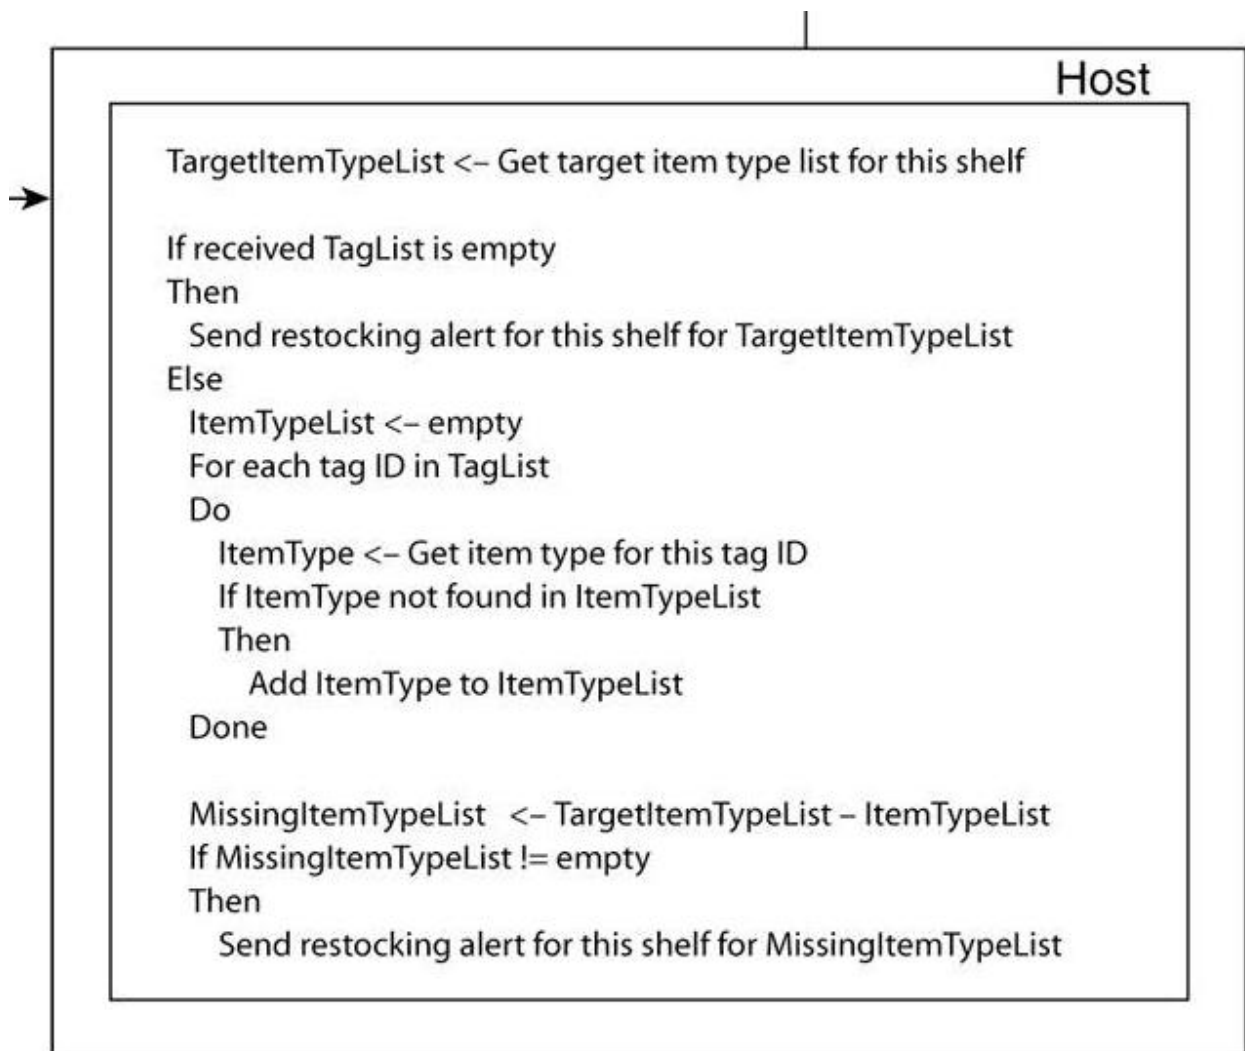 Host
TargetItemTypeList <– Get target item type list for this shelf
If received TagList is empty
Then
Send restocking alert for this shelf for TargetItemTypeList
Else
ItemTypeList <– empty
For each tag ID in TagList
Do
ItemType <– Get item type for this tag ID
If ItemType not found in ItemTypeList
Then
Add ItemType to ItemTypeList
Done
MissingItemTypeList <– TargetItemTypeList – ItemTypeList
If MissingItemTypeList != empty
Then
Send restocking alert for this shelf for MissingItemTypeList